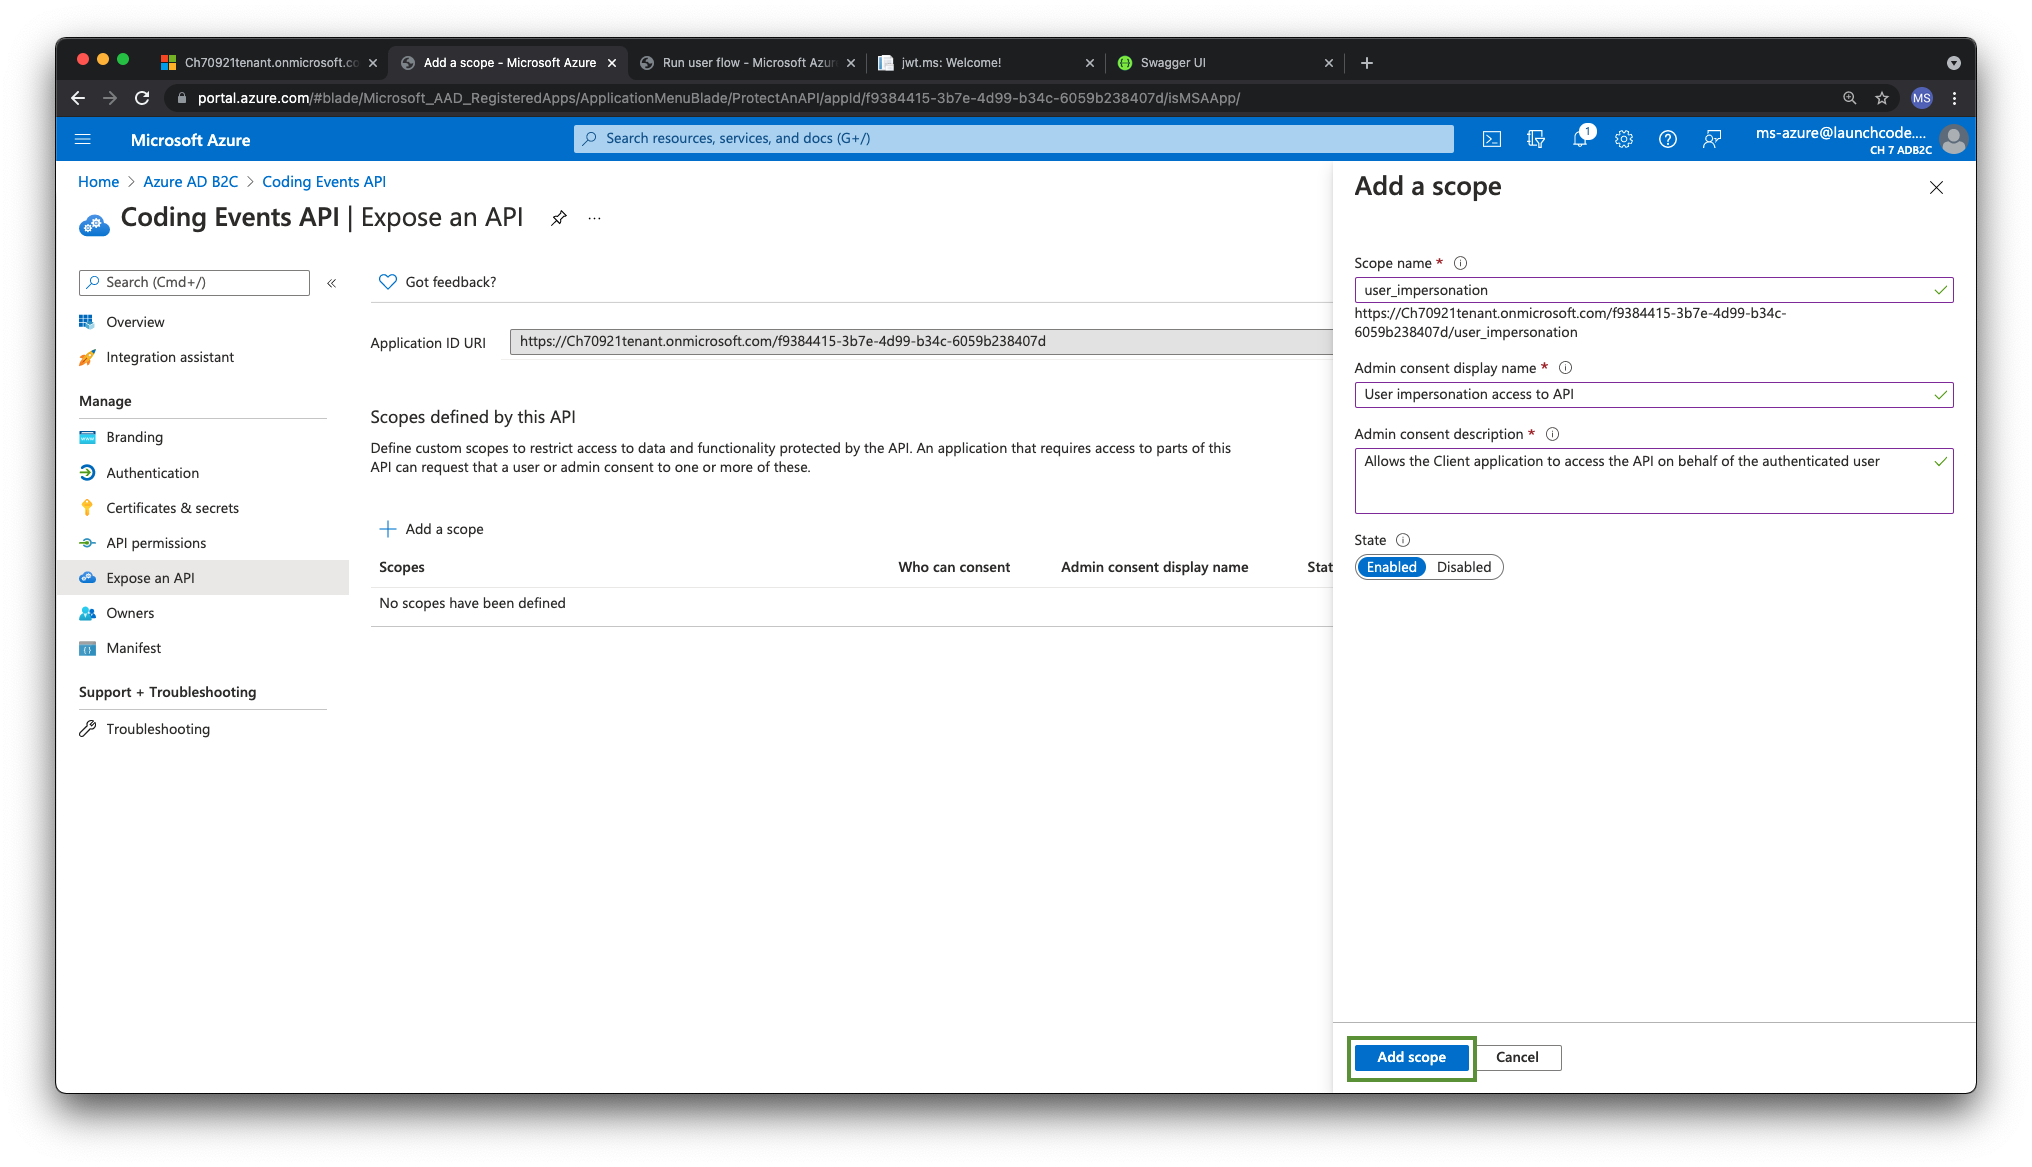 Ch70921tenant.onmicrosoft.co
Add a scope - Microsoft Azure
Run user flow - Microsoft Azur
jwt.ms: Welcome!
Swagger UI
portal.azure.com/#blade/Microsoft_AAD_RegisteredApps/ApplicationMenuBlade/ProtectAnAPI/appId/f9384415-3b7e-4d99-b34c-6059b238407d/isMSAApp/
MS
Microsoft Azure
Search resources, services, and docs (G+/)
1
ms-azure@launchcode....
CH 7 ADB2C
Home > Azure AD B2C > Coding Events API
Coding Events API | Expose an API
...
Search (Cmd+/)
«
Overview
Integration assistant
Manage
Branding
Authentication
Certificates & secrets
API permissions
Expose an API
Owners
Manifest
Support + Troubleshooting
Troubleshooting
Got feedback?
Application ID URI
https://Ch70921tenant.onmicrosoft.com/f9384415-3b7e-4d99-b34c-6059b238407d
Scopes defined by this API
Define custom scopes to restrict access to data and functionality protected by the API. An application that requires access to parts of this
API can request that a user or admin consent to one or more of these.
Add a scope
Scopes Who can consent Admin consent display name Stat
No scopes have been defined
Add a scope
Scope name *
user_impersonation
https://Ch70921tenant.onmicrosoft.com/f9384415-3b7e-4d99-b34c-
6059b238407d/user_impersonation
Admin consent display name *
User impersonation access to API
Admin consent description *
Allows the Client application to access the API on behalf of the authenticated user
State
Enabled Disabled
Add scope Cancel